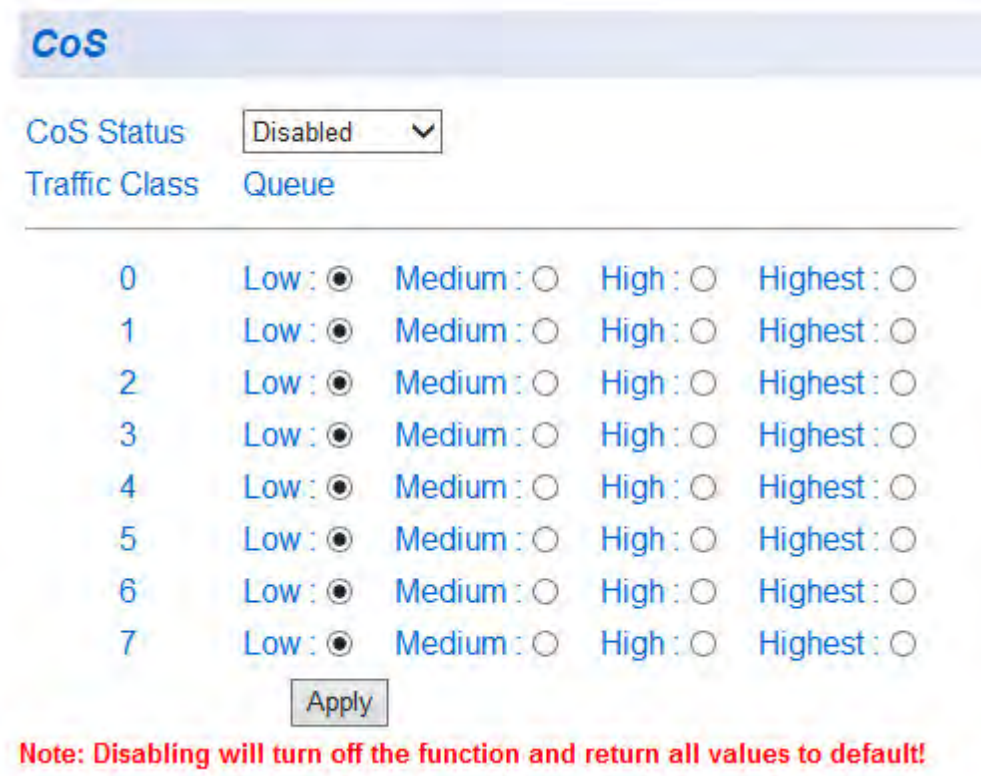 CoS
CoS Status Disabled
Traffic Class Queue
0 Low : Medium : High : Highest :
1 Low : Medium : High : Highest :
2 Low : Medium : High : Highest :
3 Low : Medium : High : Highest :
4 Low : Medium : High : Highest :
5 Low : Medium : High : Highest :
6 Low : Medium : High : Highest :
7 Low : Medium : High : Highest :
Apply
Note: Disabling will turn off the function and return all values to default!